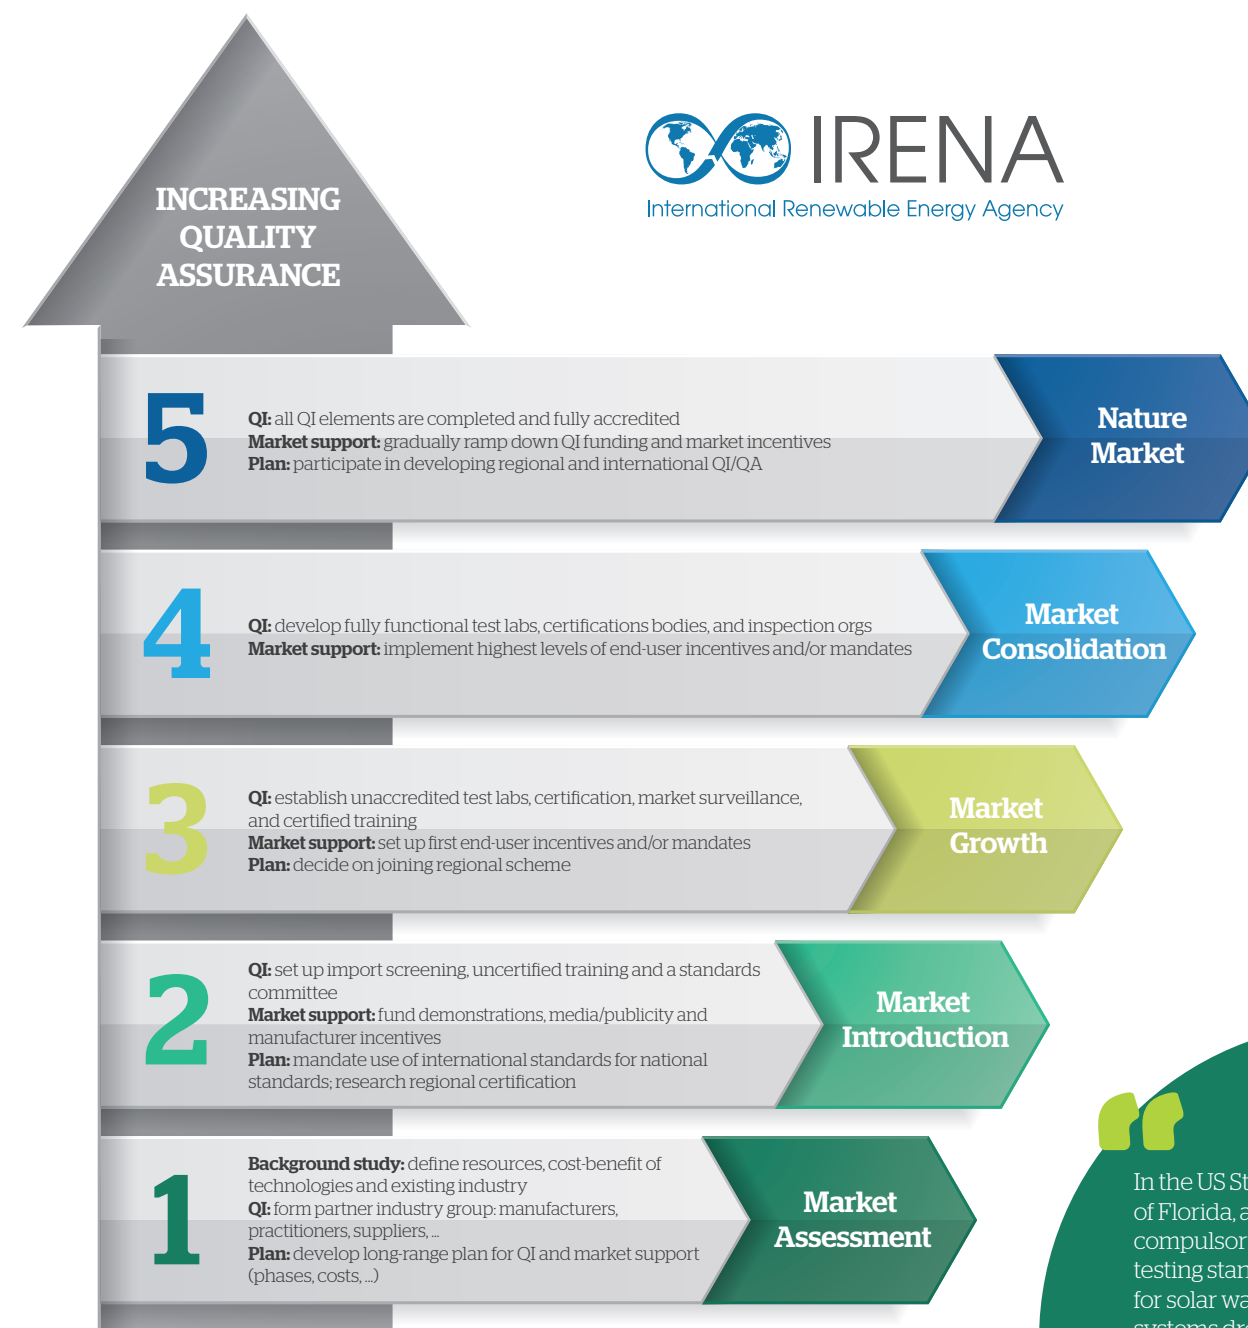 INCREASING
QUALITY
ASSURANCE
IRENA
International Renewable Energy Agency
5
QI: all QI elements are completed and fully accredited
Market support: gradually ramp down QI funding and market incentives
Plan: participate in developing regional and international QI/QA
Nature
Market
4
QI: develop fully functional test labs, certifications bodies, and inspection orgs
Market support: implement highest levels of end-user incentives and/or mandates
Market
Consolidation
3
QI: establish unaccredited test labs, certification, market surveillance,
and certified training
Market support: set up first end-user incentives and/or mandates
Plan: decide on joining regional scheme
Market
Growth
2
QI: set up import screening, uncertified training and a standards
committee
Market support: fund demonstrations, media/publicity and
manufacturer incentives
Plan: mandate use of international standards for national
standards; research regional certification
Market
Introduction
1
Background study: define resources, cost-benefit of
technologies and existing industry
QI: form partner industry group: manufacturers,
practitioners, suppliers, ...
Plan: develop long-range plan for QI and market support
(phases, costs, ...)
Market
Assessment
“
In the US
of Florida,
testing
for solar
systems